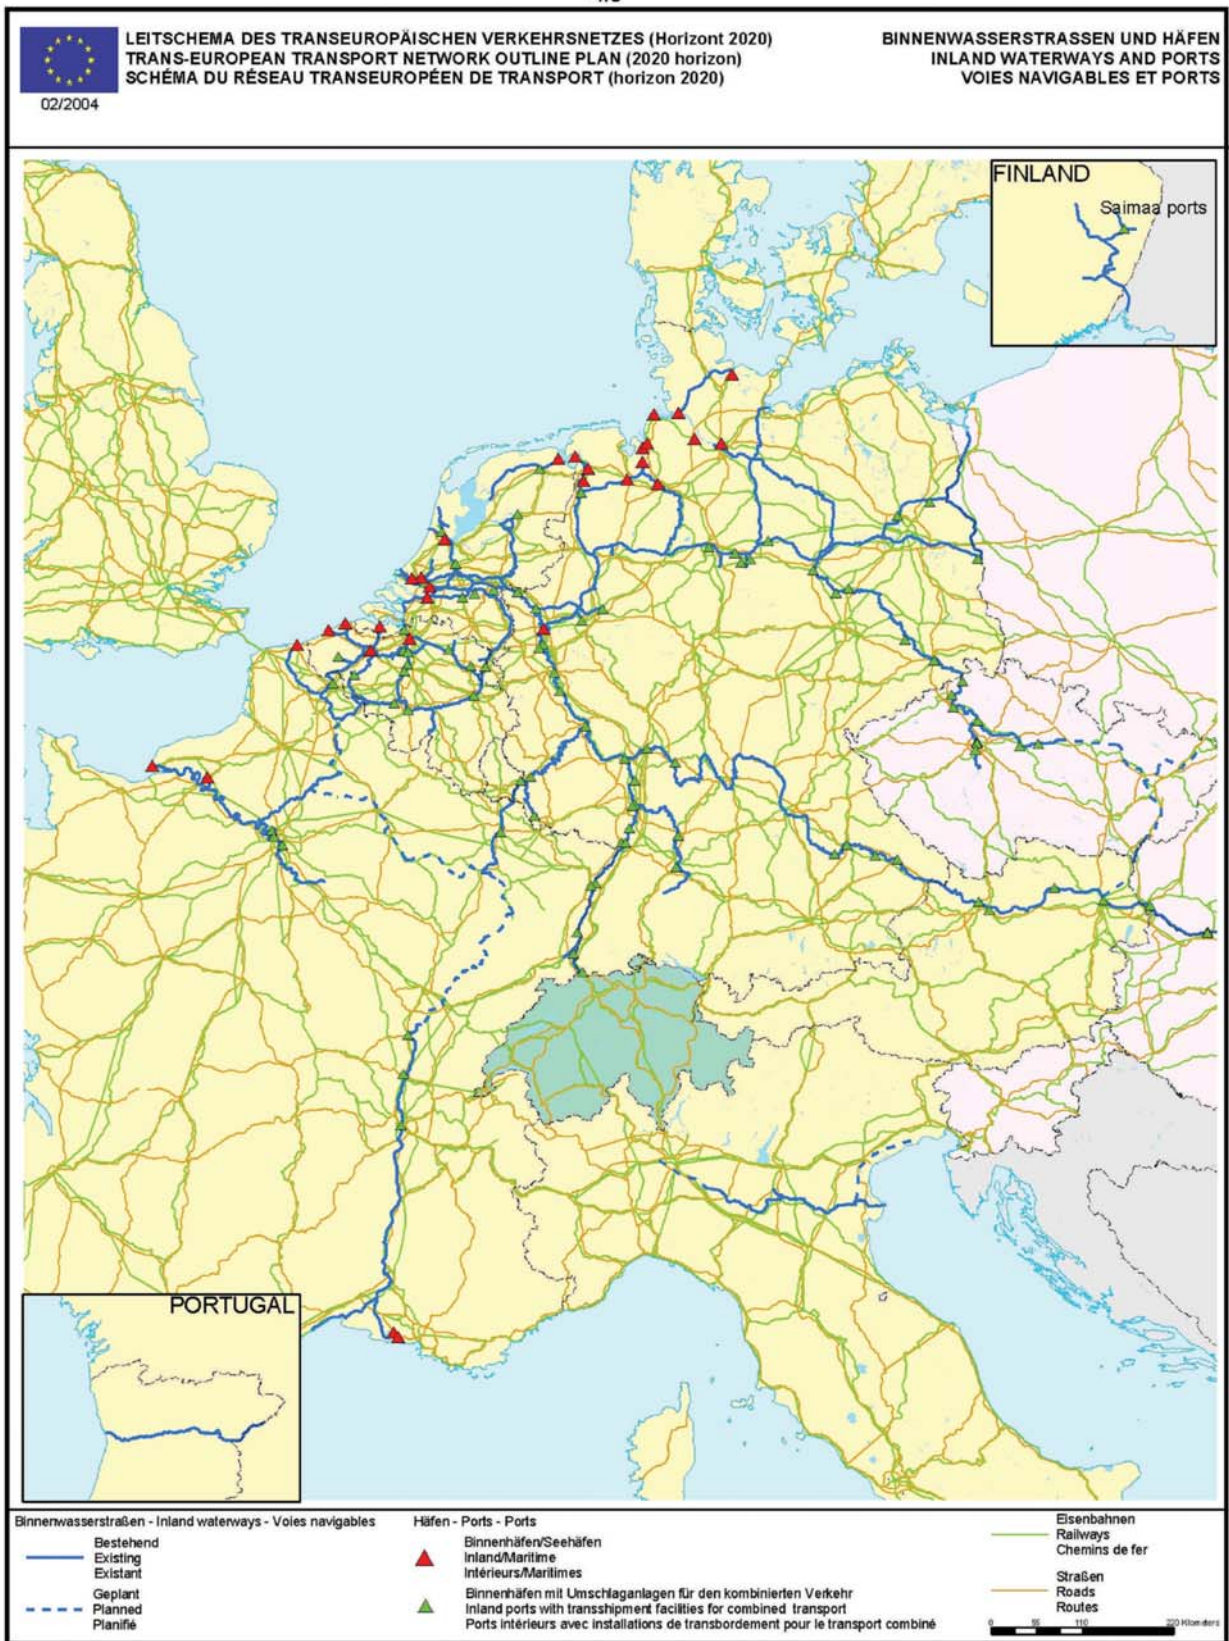 LEITSCHEMA DES TRANSEUROPÄISCHEN VERKEHRSNETZES (Horizont 2020)
TRANS-EUROPEAN TRANSPORT NETWORK OUTLINE PLAN (2020 horizon)
SCHÉMA DU RÉSEAU TRANSEUROPÉEN DE TRANSPORT (horizon 2020)
02/2004
BINNENWASSERSTRASSEN UND HÄFEN
INLAND WATERWAYS AND PORTS
VOIES NAVIGABLES ET PORTS
FINLAND
Saimaa ports
PORTUGAL
Binnenwasserstraßen - Inland waterways - Voies navigables
Bestehend
Existing
Existant
Geplant
Planned
Planifié
Häfen - Ports - Ports
Binnenhäfen/Seehäfen
Inland/Maritime
Intérieurs/Maritimes
Binnenhäfen mit Umschlaganlagen für den kombinierten Verkehr
Inland ports with transshipment facilities for combined transport
Ports intérieurs avec installations de transbordement pour le transport combiné
Eisenbahnen
Railways
Chemins de fer
Straßen
Roads
Routes
0 55 110 220 Kilometers